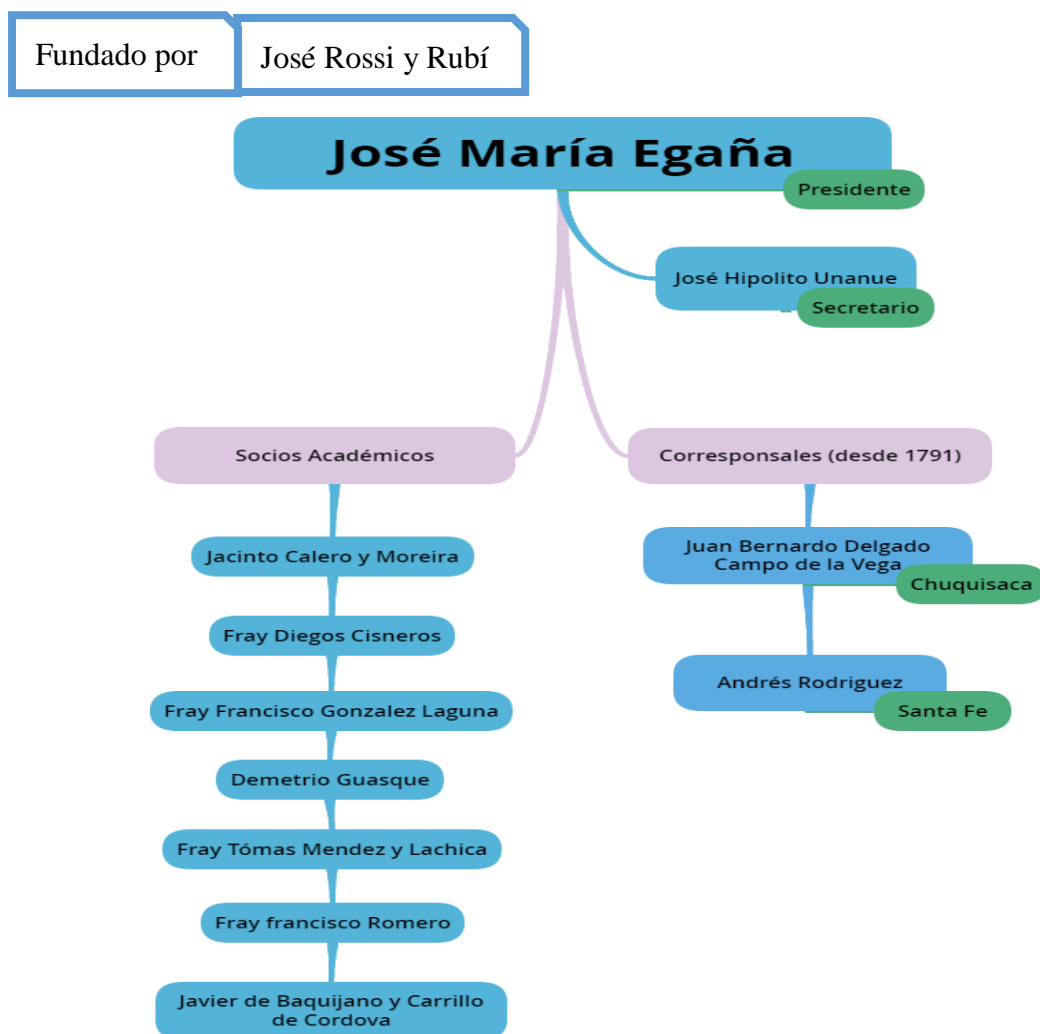 Fundado por
José Rossi y Rubí
José María Egaña
Presidente
José Hipolito Unanue
Secretario
Socios Académicos
Jacinto Calero y Moreira
Fray Diegos Cisneros
Fray Francisco Gonzalez Laguna
Demetrio Guasque
Fray Tómas Mendez y Lachica
Fray francisco Romero
Javier de Baquijano y Carrillo
de Cordova
Corresponsales (desde 1791)
Juan Bernardo Delgado
Campo de la Vega
Chuquisaca
Andrés Rodriguez
Santa Fe